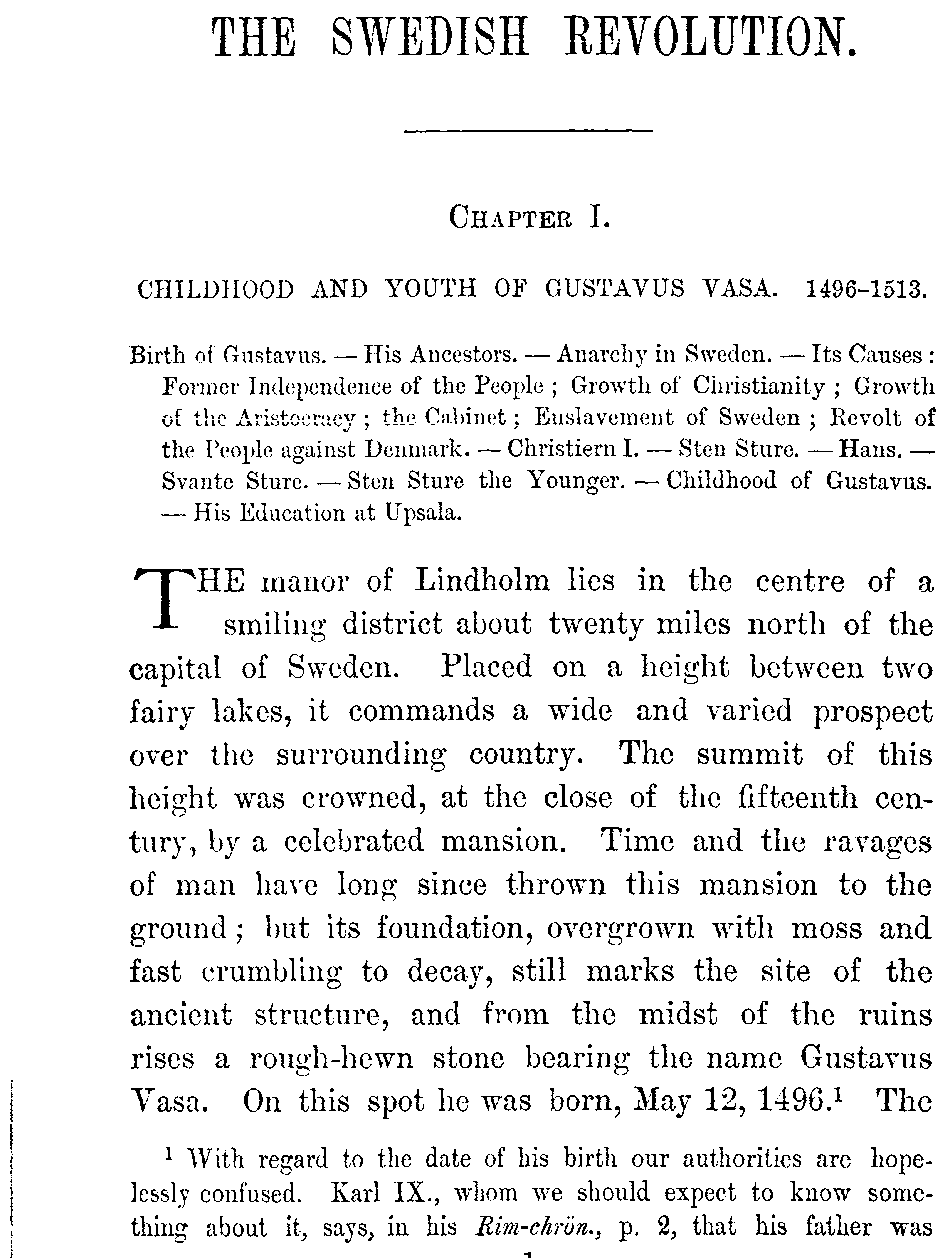 THE SWEDISH REVOLUTION.
CHAPTER I.
CHILDHOOD AND YOUTH OF GUSTAVUS VASA. 1496–1513.
Birth of Gustavus. — His Ancestors. — Anarchy in Sweden. — Its Causes :
Former Independence of the People ; Growth of Christianity ; Growth
of the Aristocracy ; the Cabinet ; Enslavement of Sweden ; Revolt of
the People against Denmark. — Christiern I. — Sten Sture. — Hans. —
Svante Sture. — Sten Sture the Younger. — Childhood of Gustavus.
— His Education at Upsala.
THE manor of Lindholm lies in the centre of a
smiling district about twenty miles north of the
capital of Sweden. Placed on a height between two
fairy lakes, it commands a wide and varied prospect
over the surrounding country. The summit of this
height was crowned, at the close of the fifteenth cen-
tury, by a celebrated mansion. Time and the ravages
of man have long since thrown this mansion to the
ground ; but its foundation, overgrown with moss and
fast crumbling to decay, still marks the site of the
ancient structure, and from the midst of the ruins
rises a rough-hewn stone bearing the name Gustavus
Vasa. On this spot he was born, May 12, 1496.¹ The
¹ With regard to the date of his birth our authorities are hope-
lessly confused. Karl IX., whom we should expect to know some-
thing about it, says, in his Rim-chrön., p. 2, that his father was